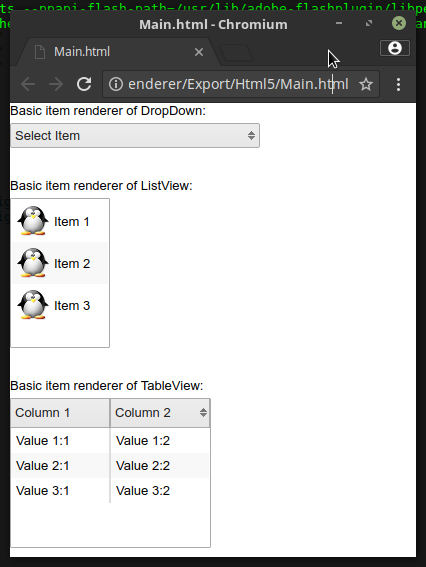 ts --ppapi-flash-path=/usr/lib/adobe-flashplugin/libpe
Main.html - Chromium
Main.html
enderer/Export/Html5/Main.html
Basic item renderer of DropDown:
Select Item
Basic item renderer of ListView:
Item 1
Item 2
Item 3
Basic item renderer of TableView:
Column 1 Column 2
Value 1:1 Value 1:2
Value 2:1 Value 2:2
Value 3:1 Value 3:2